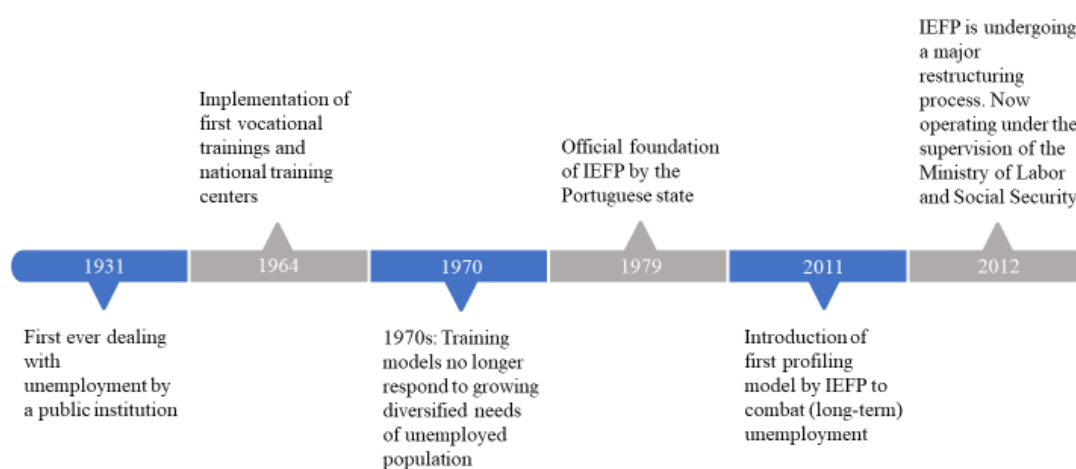 IEFP is undergoing
a major
restructuring
process. Now
operating under the
supervision of the
Ministry of Labor
and Social Security
Implementation of
first vocational
trainings and
national training
centers
Official foundation
of IEFP by the
Portuguese state
1931
1964
1970
1979
2011
2012
First ever dealing
with
unemployment by
a public institution
1970s: Training
models no longer
respond to growing
diversified needs
of unemployed
population
Introduction of
first profiling
model by IEFP to
combat (long-term)
unemployment